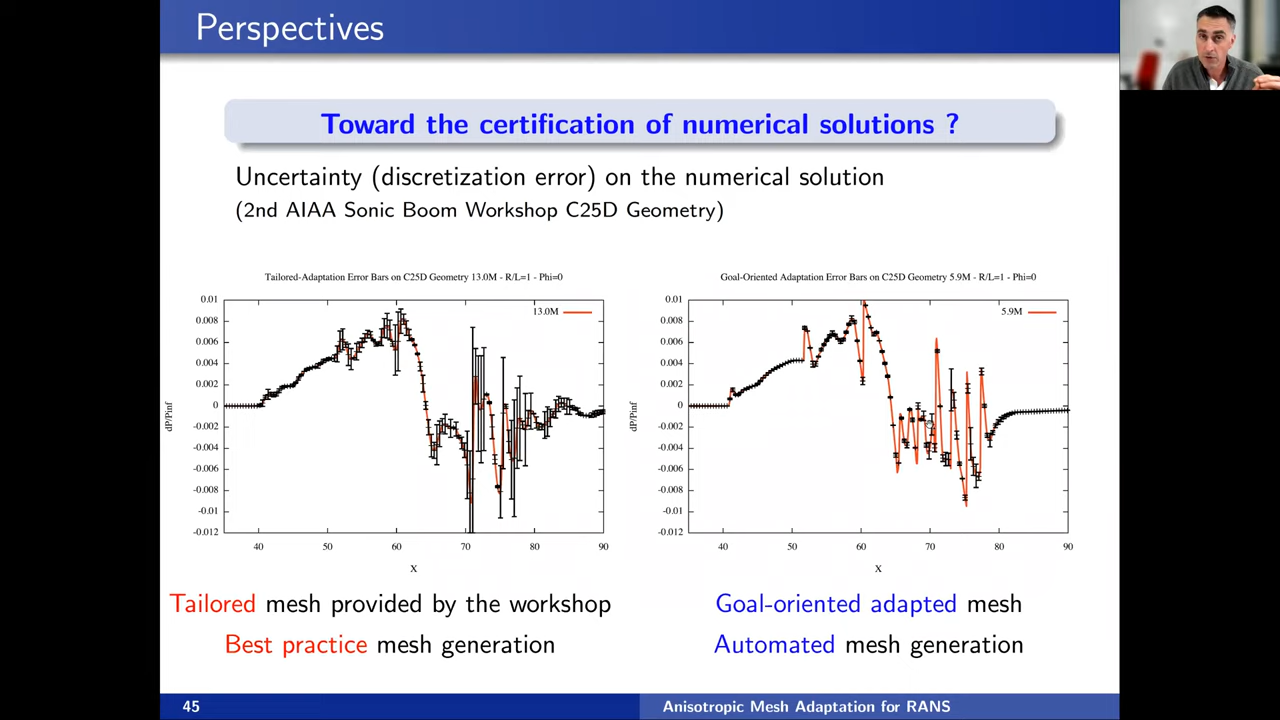 Perspectives
Toward the certification of numerical solutions ?
Uncertainty (discretization error) on the numerical solution
(2nd AIAA Sonic Boom Workshop C25D Geometry)
Tailored-Adaptation Error Bars on C25D Geometry 13.0M - R/L=1 - Phi=0
0.01
0.008
0.006
0.004
0.002
0
-0.002
-0.004
-0.006
-0.008
-0.01
-0.012
dP/Pinf
13.0M
40 50 60 70 80 90
X
Goal-Oriented Adaptation Error Bars on C25D Geometry 5.9M - R/L=1 - Phi=0
0.01
0.008
0.006
0.004
0.002
0
-0.002
-0.004
-0.006
-0.008
-0.01
-0.012
dP/Pinf
5.9M
40 50 60 70 80 90
X
Tailored mesh provided by the workshop
Best practice mesh generation
Goal-oriented adapted mesh
Automated mesh generation
45
Anisotropic Mesh Adaptation for RANS